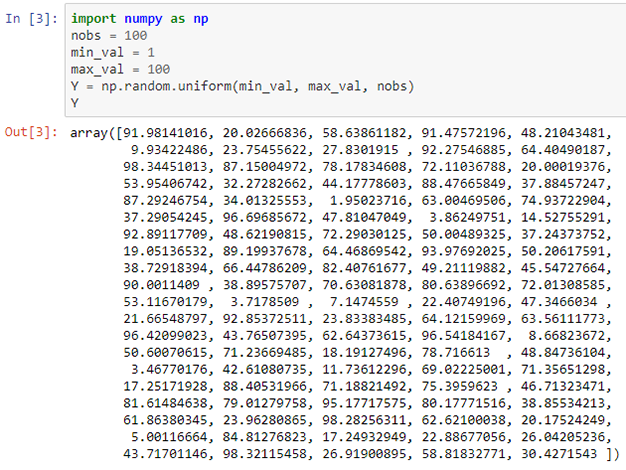 In [3]: import numpy as np
nobs = 100
min_val = 1
max_val = 100
Y = np.random.uniform(min_val, max_val, nobs)
Y
Out[3]: array([91.98141016, 20.02666836, 58.63861182, 91.47572196, 48.21043481,
9.93422486, 23.75455622, 27.8301915 , 92.27546885, 64.40490187,
98.34451013, 87.15004972, 78.17834608, 72.11036788, 20.00019376,
53.95406742, 32.27282662, 44.17778603, 88.47665849, 37.88457247,
87.29246754, 34.01325553, 1.95023716, 63.00469506, 74.93722904,
37.29054245, 96.69685672, 47.81047049, 3.86249751, 14.52755291,
92.89117709, 48.62190815, 72.29030125, 50.00489325, 37.24373752,
19.05136532, 89.19937678, 64.46869542, 93.97692025, 50.20617591,
38.72918394, 66.44786209, 82.40761677, 49.21119882, 45.54727664,
90.0011409 , 38.89575707, 70.63081878, 80.63896692, 72.01308585,
53.11670179, 3.7178509 , 7.1474559 , 22.40749196, 47.3466034 ,
21.66548797, 92.85372511, 23.83383485, 64.12159969, 63.56111773,
96.42099023, 43.76507395, 62.64373615, 96.54184167, 8.66823672,
50.60070615, 71.23669485, 18.19127496, 78.716613  , 48.84736104,
3.46770176, 42.61080735, 11.73612296, 69.02225001, 71.35651298,
17.25171928, 88.40531966, 71.18821492, 75.3959623 , 46.71323471,
81.61484638, 79.01279758, 95.17717575, 80.17771516, 38.85534213,
61.86380345, 23.96280865, 98.28256311, 62.62100038, 20.17524249,
5.00116664, 84.81276823, 17.24932949, 22.88677056, 26.04205236,
43.71701146, 98.32115458, 26.91900895, 58.81832771, 30.4271543 ])